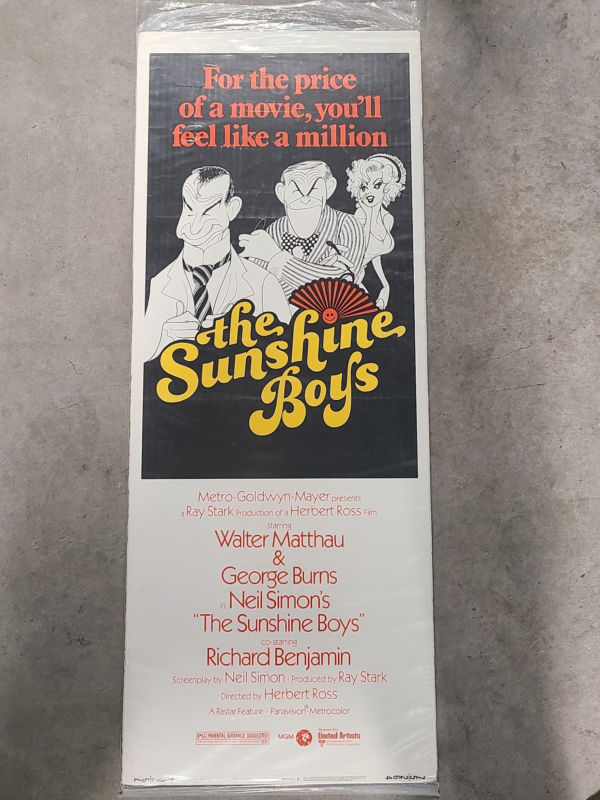 For the price
of a movie, you'll
feel like a million
the
Sunshine
Boys
Metro-Goldwyn-Mayer presents
a Ray Stark Production of a Herbert Ross Film
starring
Walter Matthau
&
George Burns
in Neil Simon's
"The Sunshine Boys"
co-starring
Richard Benjamin
Screenplay by Neil Simon · Produced by Ray Stark
Directed by Herbert Ross
A Rastar Feature · Panavision® Metrocolor
PG PARENTAL GUIDANCE SUGGESTED
MGM
United Artists